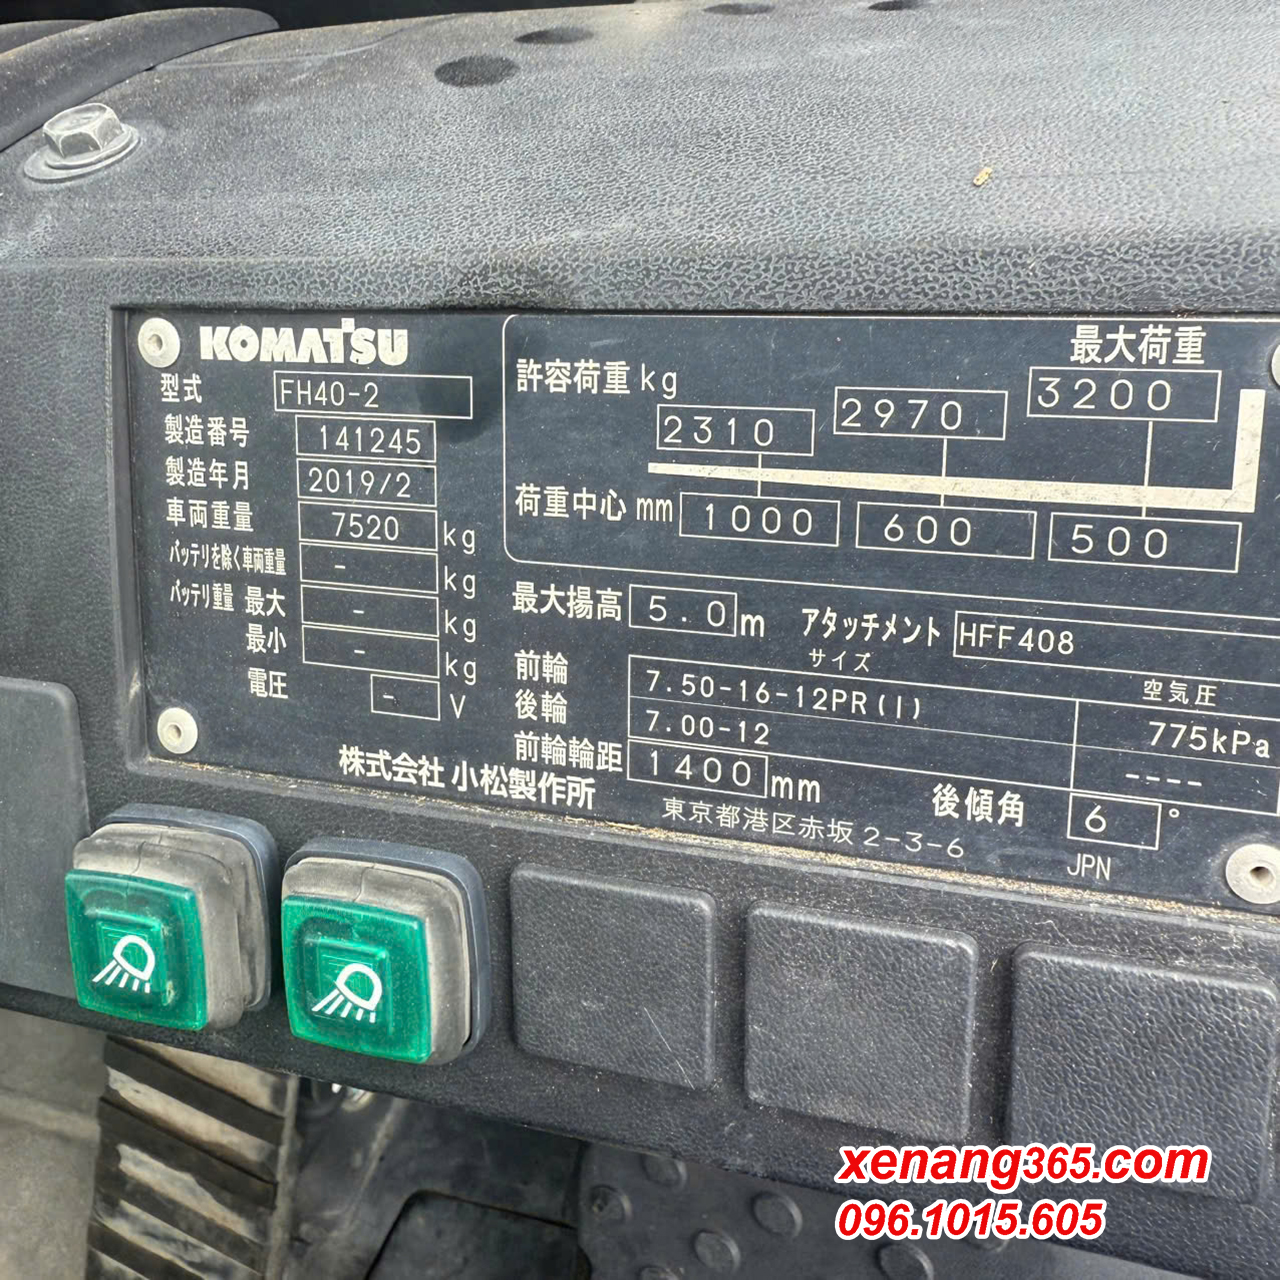 KOMATSU
型式 FH40-2
製造番号 141245
製造年月 2019/2
車両重量 7520 kg
バッテリを除く車両重量 - kg
バッテリ重量 最大 - kg
最小 - kg
電圧 - V
最大荷重
許容荷重 kg 2310 2970 3200
荷重中心 mm 1000 600 500
最大揚高 5.0 m アタッチメント HFF408
サイズ 空気圧
前輪 7.50-16-12PR(I) 775kPa
後輪 7.00-12 ----
前輪輪距 1400 mm 後傾角 6 °
株式会社 小松製作所 東京都港区赤坂 2-3-6
JPN
xenang365.com
096.1015.605